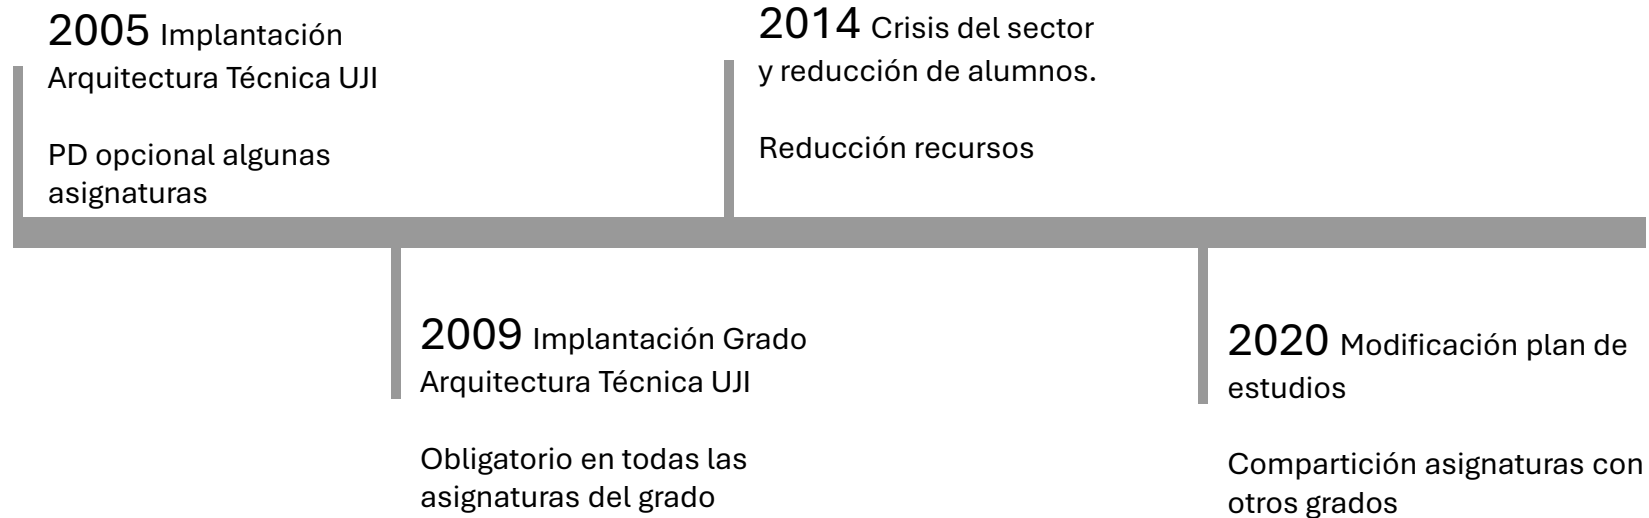 2005 Implantación
Arquitectura Técnica UJI
PD opcional algunas
asignaturas
2009 Implantación Grado
Arquitectura Técnica UJI
Obligatorio en todas las
asignaturas del grado
2014 Crisis del sector
y reducción de alumnos.
Reducción recursos
2020 Modificación plan de
estudios
Compartición asignaturas con
otros grados